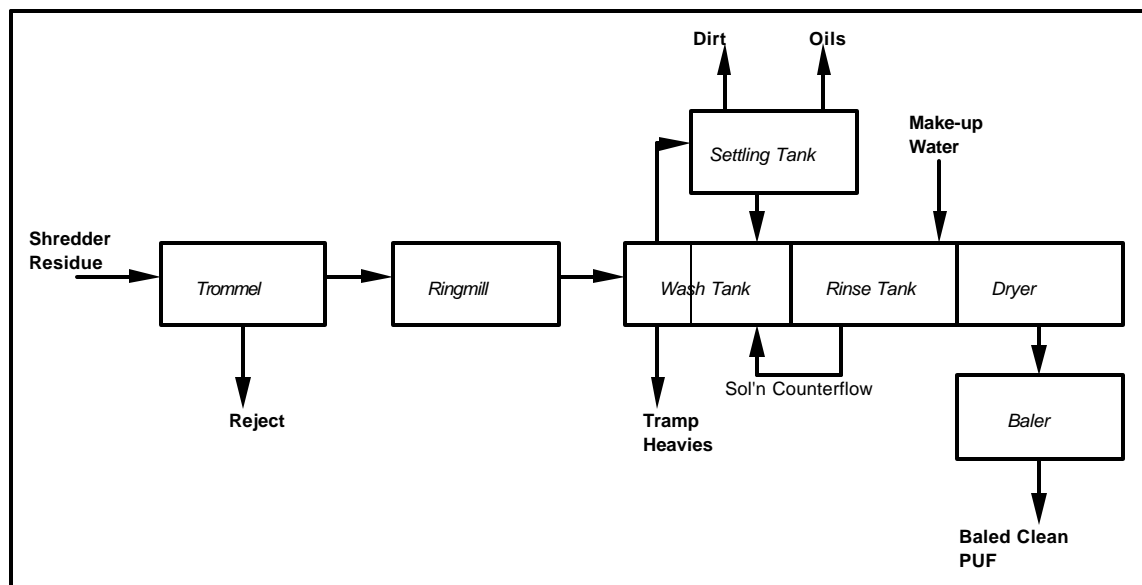 Dirt
Oils
Make-up
Water
Settling Tank
Shredder
Residue
Trommel
Ringmill
Wash Tank
Rinse Tank
Dryer
Sol'n Counterflow
Reject
Tramp
Heavies
Baler
Baled Clean
PUF